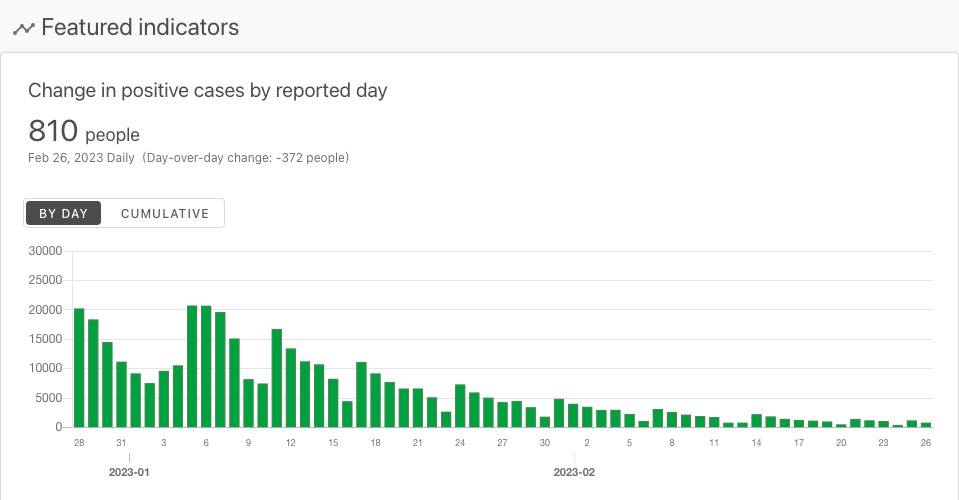 Featured indicators
Change in positive cases by reported day
810 people
Feb 26, 2023 Daily (Day-over-day change: -372 people)
BY DAY CUMULATIVE
30000
25000
20000
15000
10000
5000
0
28 31 3 6 9 12 15 18 21 24 27 30 2 5 8 11 14 17 20 23 26
2023-01 2023-02